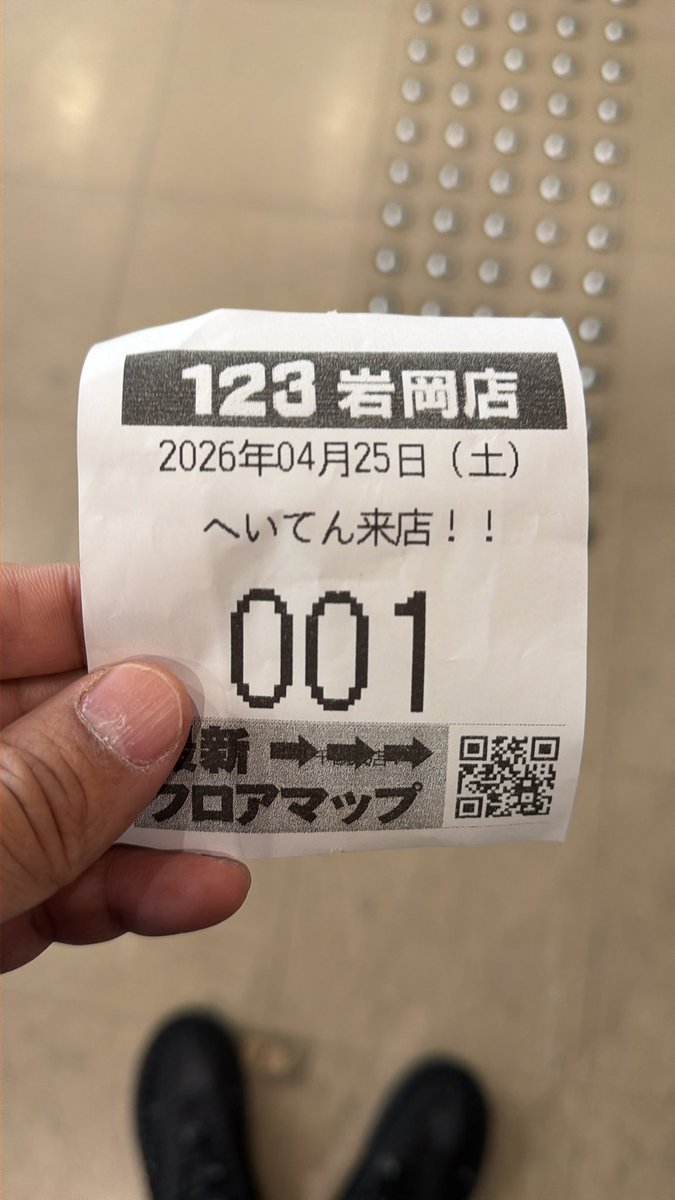 123 岩岡店
2026年04月25日（土）
へいてん来店！！
001
最新 →→→
フロアマップ